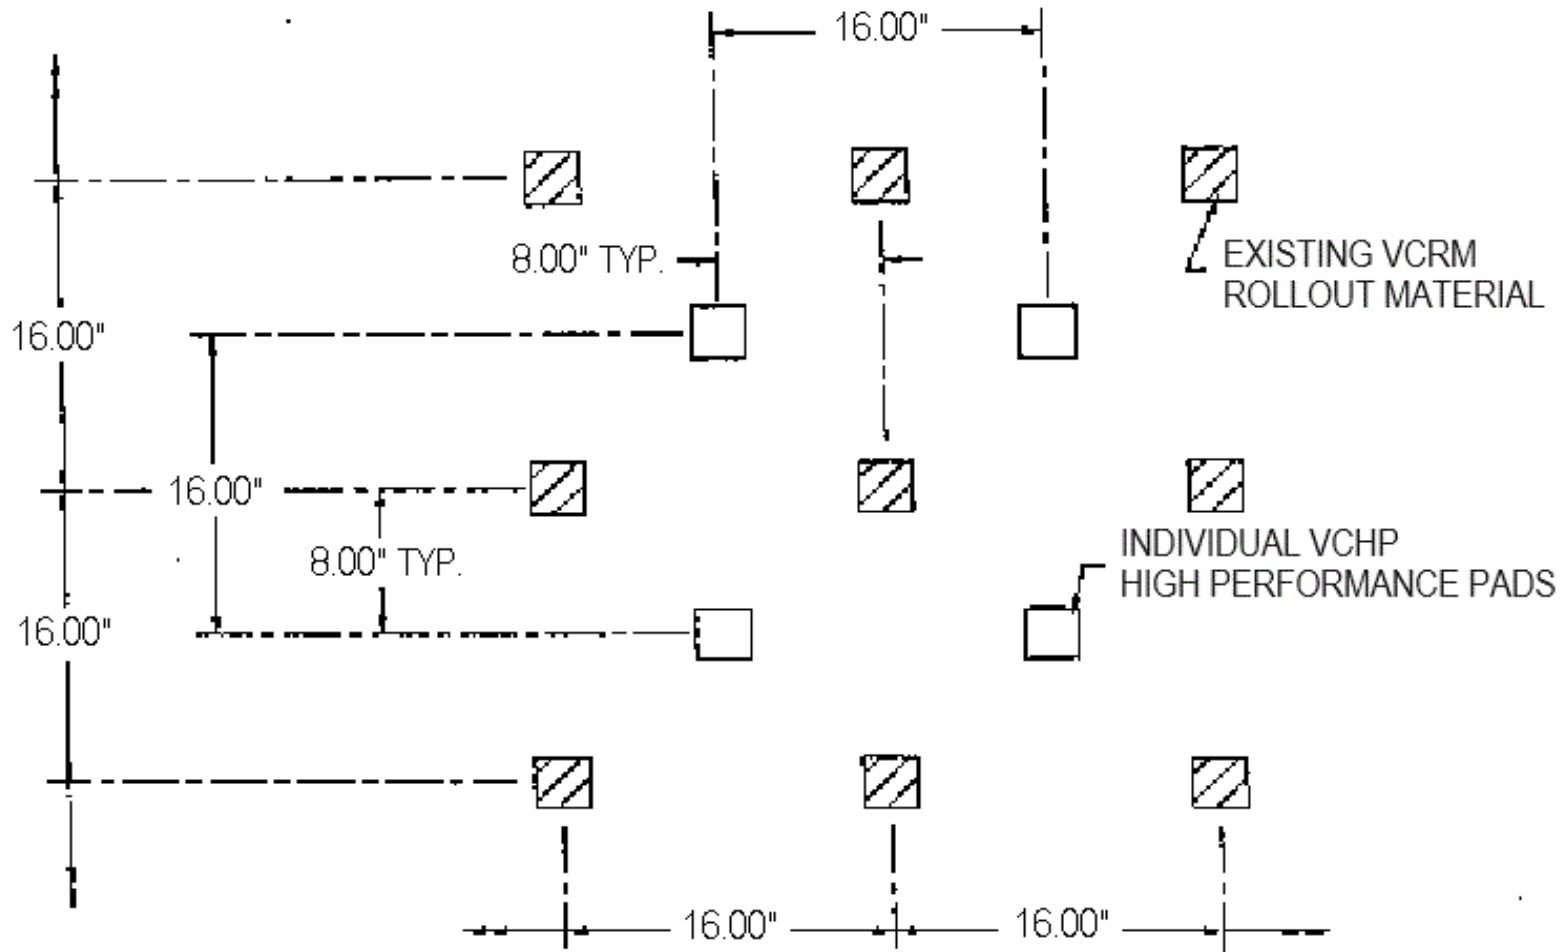 16.00"
8.00" TYP.
EXISTING VCRM
ROLLOUT MATERIAL
16.00"
16.00"
8.00" TYP.
INDIVIDUAL VCHP
HIGH PERFORMANCE PADS
16.00"
16.00"
16.00"